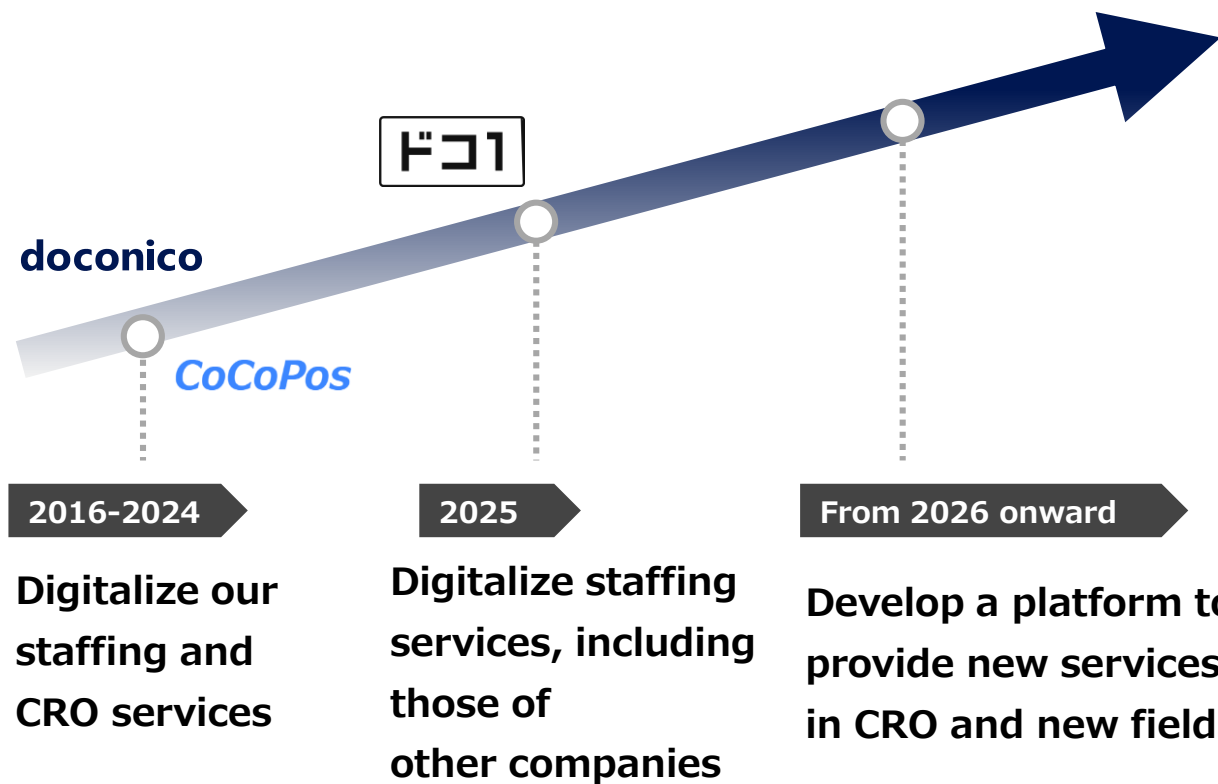 ドコ1
doconico
CoCoPos
2016-2024
Digitalize our
staffing and
CRO services
2025
Digitalize staffing
services, including
those of
other companies
From 2026 onward
Develop a platform to
provide new services
in CRO and new field